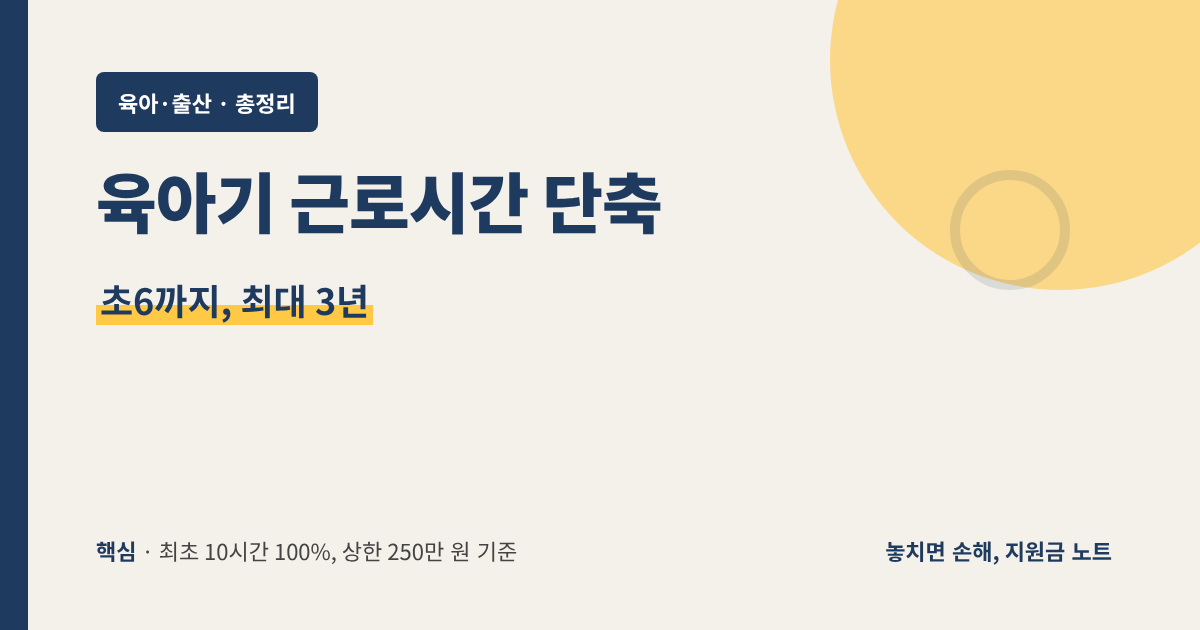 육아·출산 · 총정리
육아기 근로시간 단축
초6까지, 최대 3년
핵심 · 최초 10시간 100%, 상한 250만 원 기준
놓치면 손해, 지원금 노트